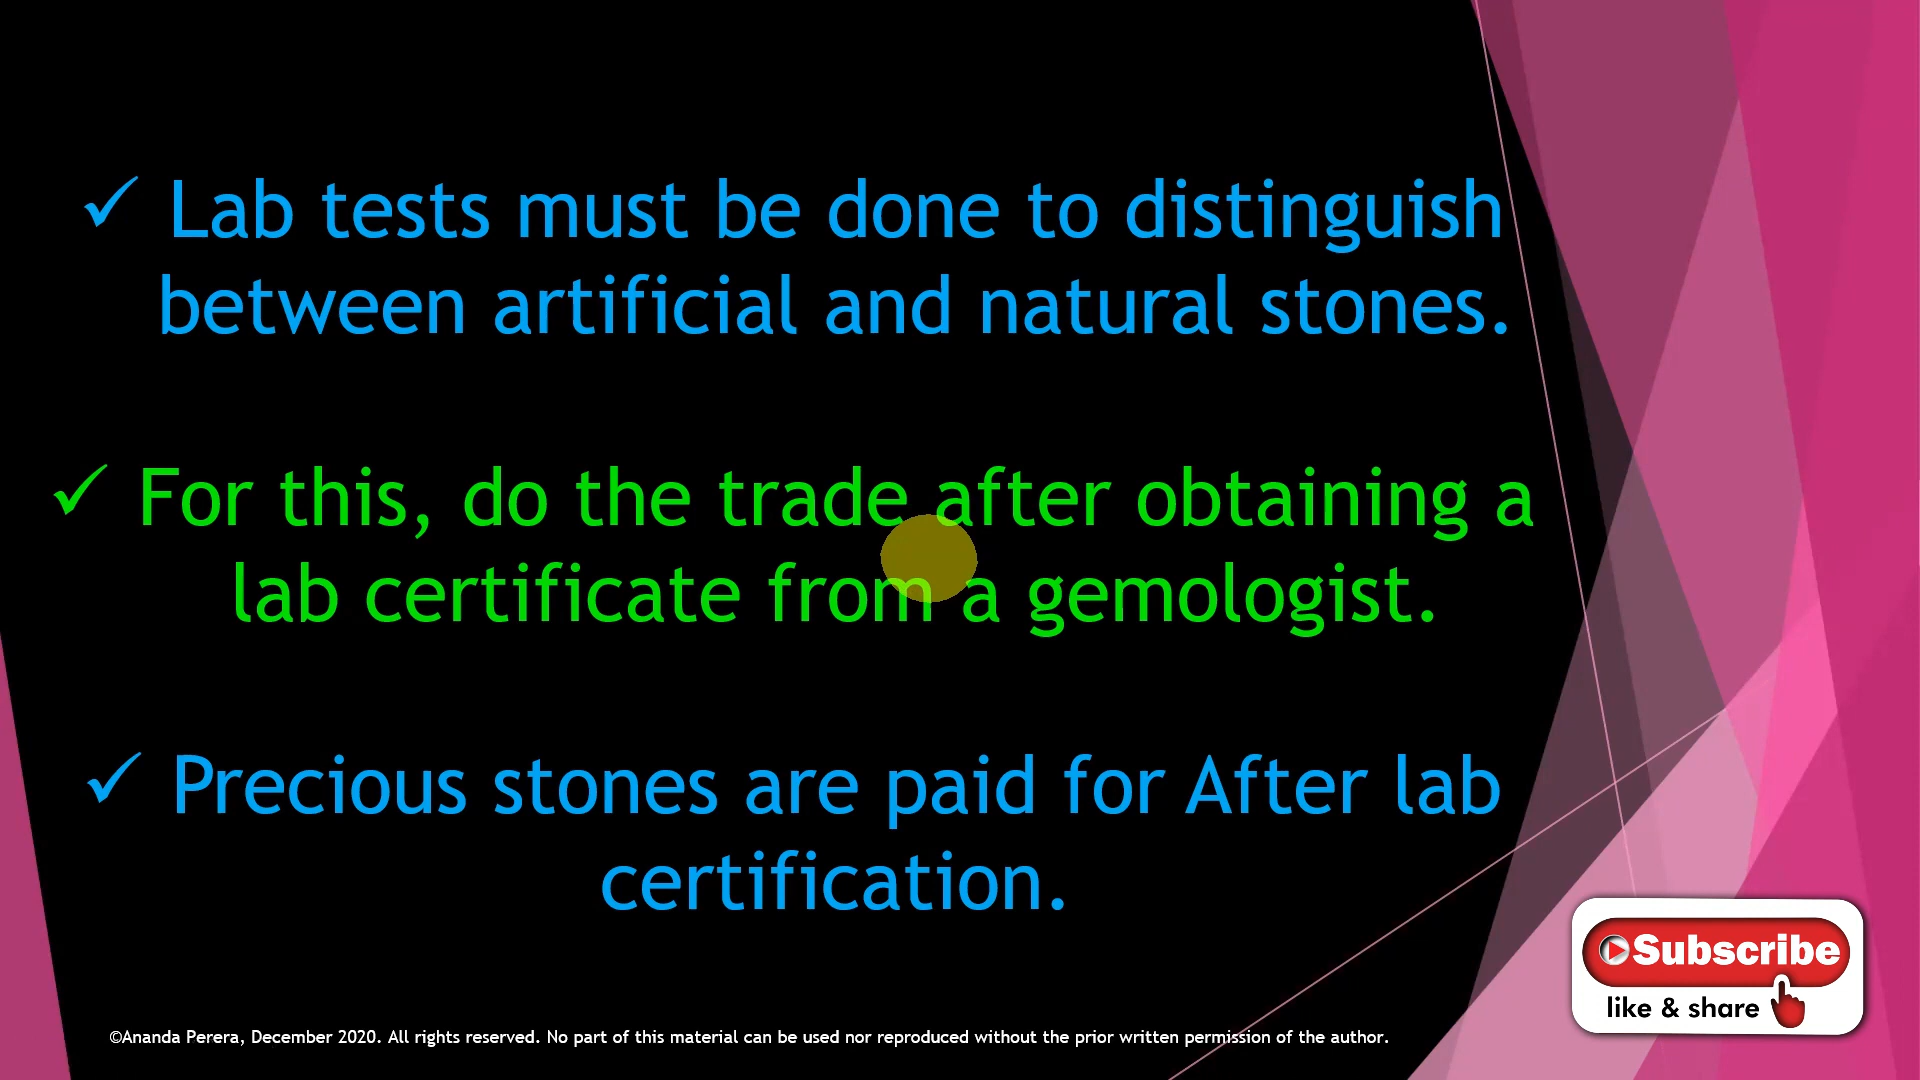 ✓ Lab tests must be done to distinguish
between artificial and natural stones.
✓ For this, do the trade after obtaining a
lab certificate from a gemologist.
✓ Precious stones are paid for After lab
certification.
Subscribe
like & share
©Ananda Perera, December 2020. All rights reserved. No part of this material can be used nor reproduced without the prior written permission of the author.